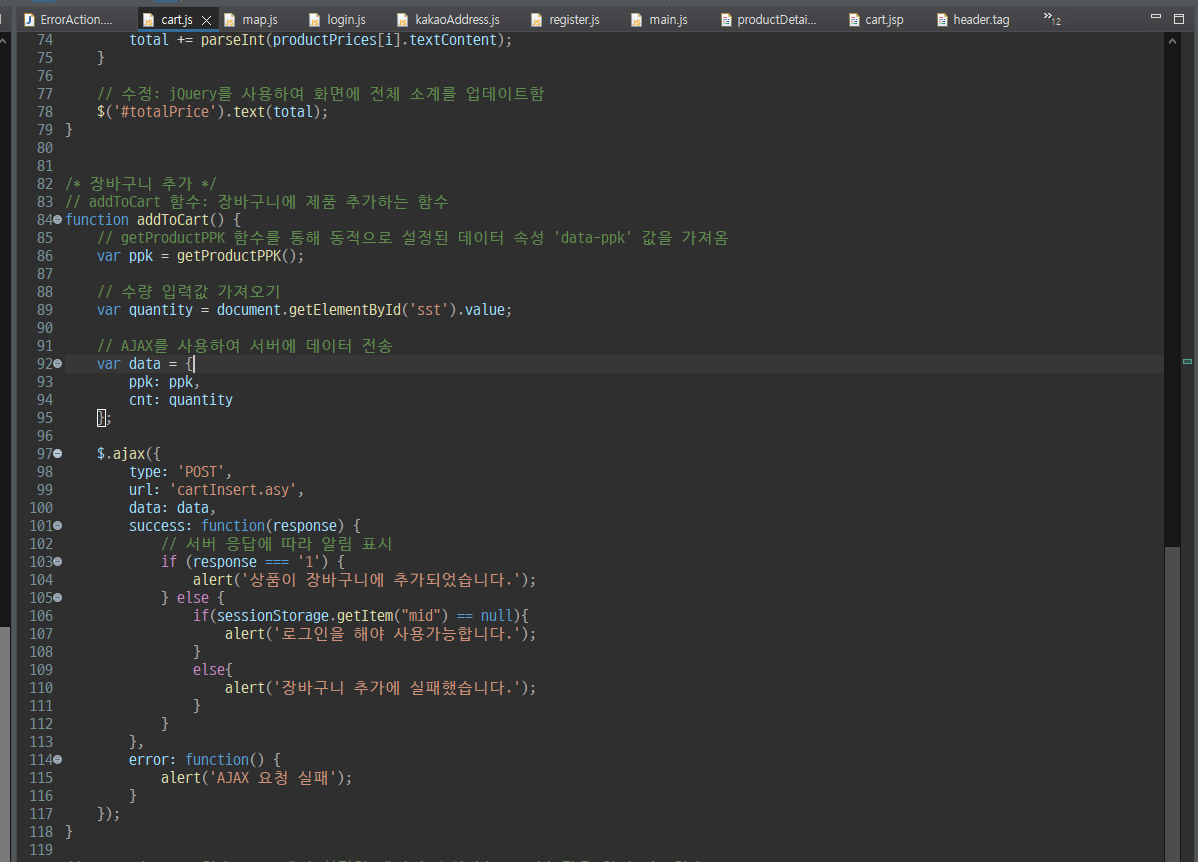 ErrorAction.... cart.js map.js login.js kakaoAddress.js register.js main.js productDetai... cart.jsp header.tag »12
74 total += parseInt(productPrices[i].textContent);
75 }
76
77 // 수정: jQuery를 사용하여 화면에 전체 소계를 업데이트함
78 $('#totalPrice').text(total);
79 }
80
81
82 /* 장바구니 추가 */
83 // addToCart 함수: 장바구니에 제품 추가하는 함수
84 function addToCart() {
85 // getProductPPK 함수를 통해 동적으로 설정된 데이터 속성 'data-ppk' 값을 가져옴
86 var ppk = getProductPPK();
87
88 // 수량 입력값 가져오기
89 var quantity = document.getElementById('sst').value;
90
91 // AJAX를 사용하여 서버에 데이터 전송
92 var data = {
93 ppk: ppk,
94 cnt: quantity
95 };
96
97 $.ajax({
98 type: 'POST',
99 url: 'cartInsert.asy',
100 data: data,
101 success: function(response) {
102 // 서버 응답에 따라 알림 표시
103 if (response === '1') {
104 alert('상품이 장바구니에 추가되었습니다.');
105 } else {
106 if(sessionStorage.getItem("mid") == null){
107 alert('로그인을 해야 사용가능합니다.');
108 }
109 else{
110 alert('장바구니 추가에 실패했습니다.');
111 }
112 }
113 },
114 error: function() {
115 alert('AJAX 요청 실패');
116 }
117 });
118 }
119